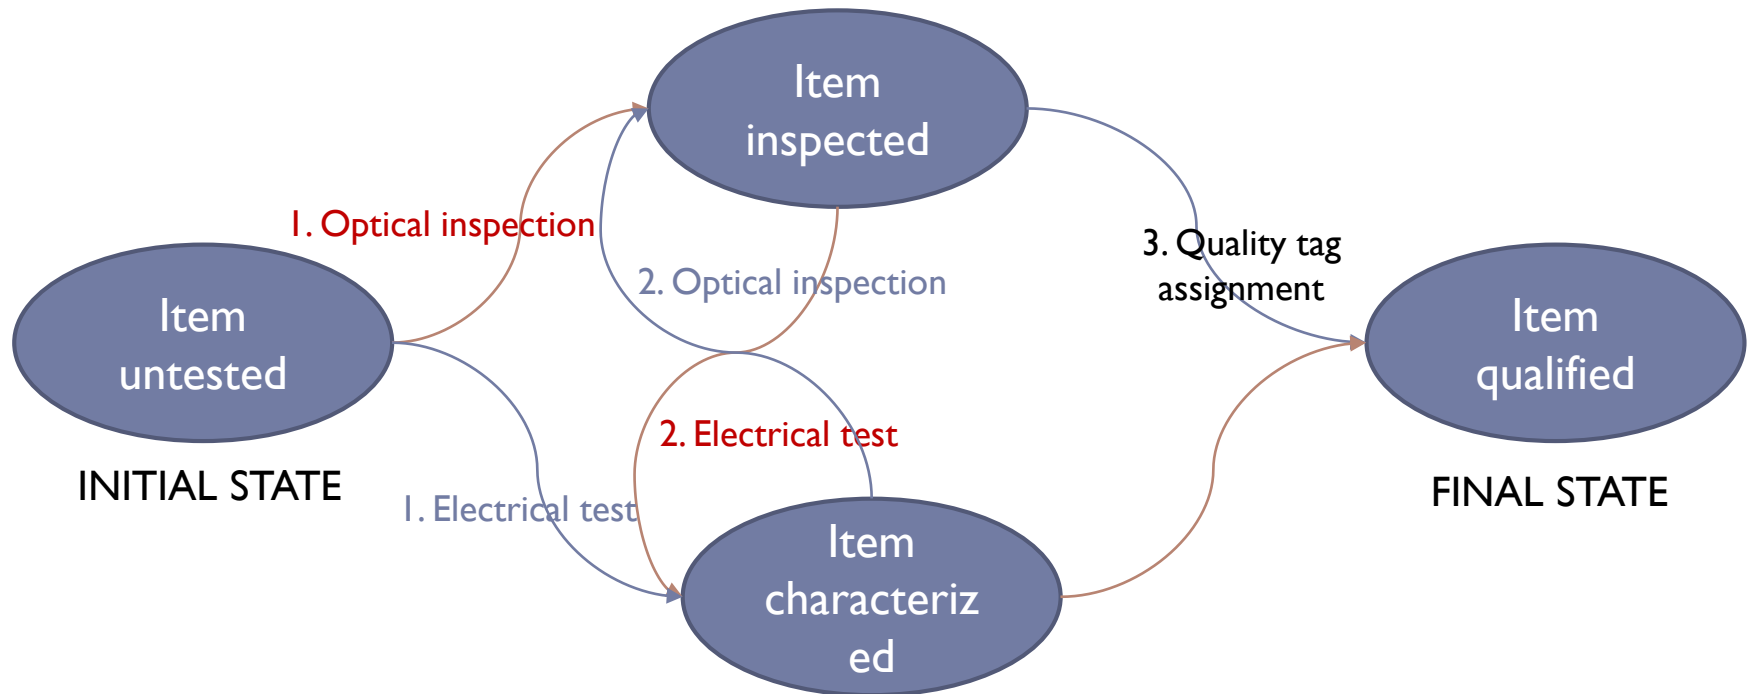 Item
inspected
1. Optical inspection
3. Quality tag
assignment
2. Optical inspection
Item
untested
Item
qualified
2. Electrical test
INITIAL STATE
FINAL STATE
1. Electrical test
Item
characteriz
ed